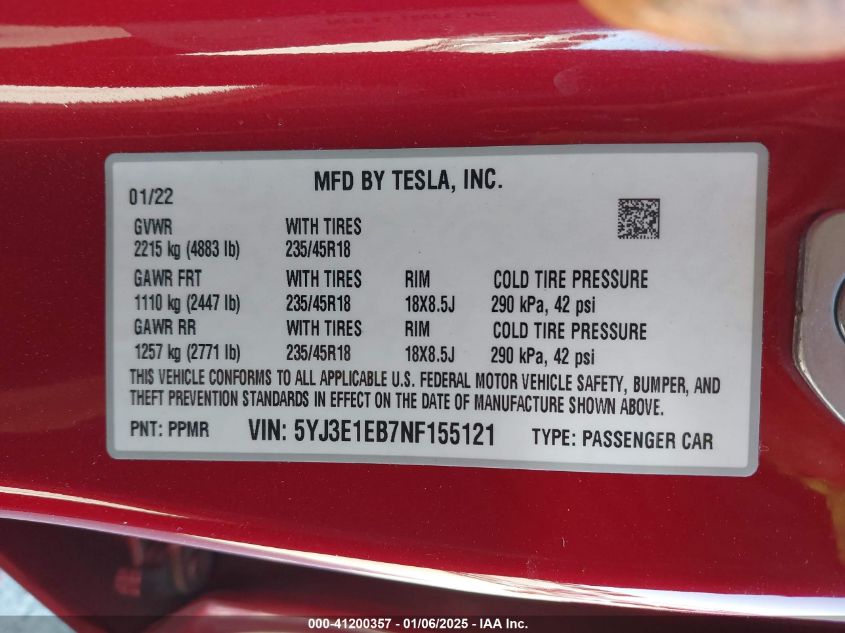 MFD BY TESLA, INC.
01/22
GVWR WITH TIRES
2215 kg (4883 lb) 235/45R18
GAWR FRT WITH TIRES RIM COLD TIRE PRESSURE
1110 kg (2447 lb) 235/45R18 18X8.5J 290 kPa, 42 psi
GAWR RR WITH TIRES RIM COLD TIRE PRESSURE
1257 kg (2771 lb) 235/45R18 18X8.5J 290 kPa, 42 psi
THIS VEHICLE CONFORMS TO ALL APPLICABLE U.S. FEDERAL MOTOR VEHICLE SAFETY, BUMPER, AND
THEFT PREVENTION STANDARDS IN EFFECT ON THE DATE OF MANUFACTURE SHOWN ABOVE.
PNT: PPMR VIN: 5YJ3E1EB7NF155121 TYPE: PASSENGER CAR
000-41200357 - 01/06/2025 - IAA Inc.